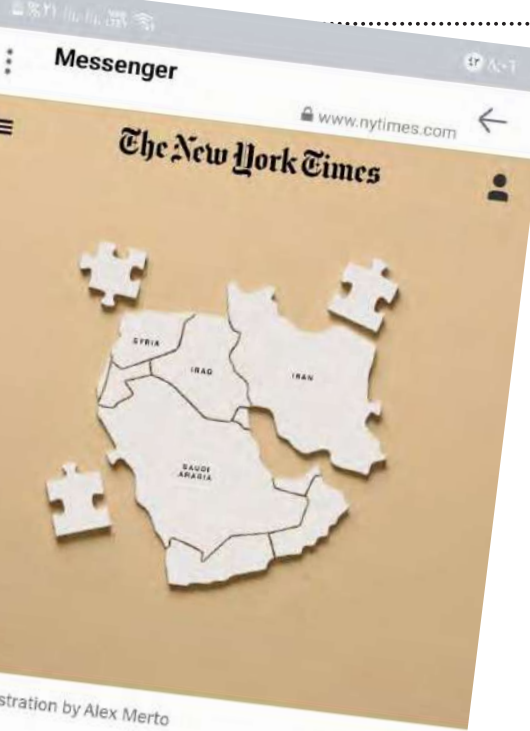 Messenger
www.nytimes.com
The New York Times
SYRIA
IRAQ
IRAN
SAUDI
ARABIA
stration by Alex Merto